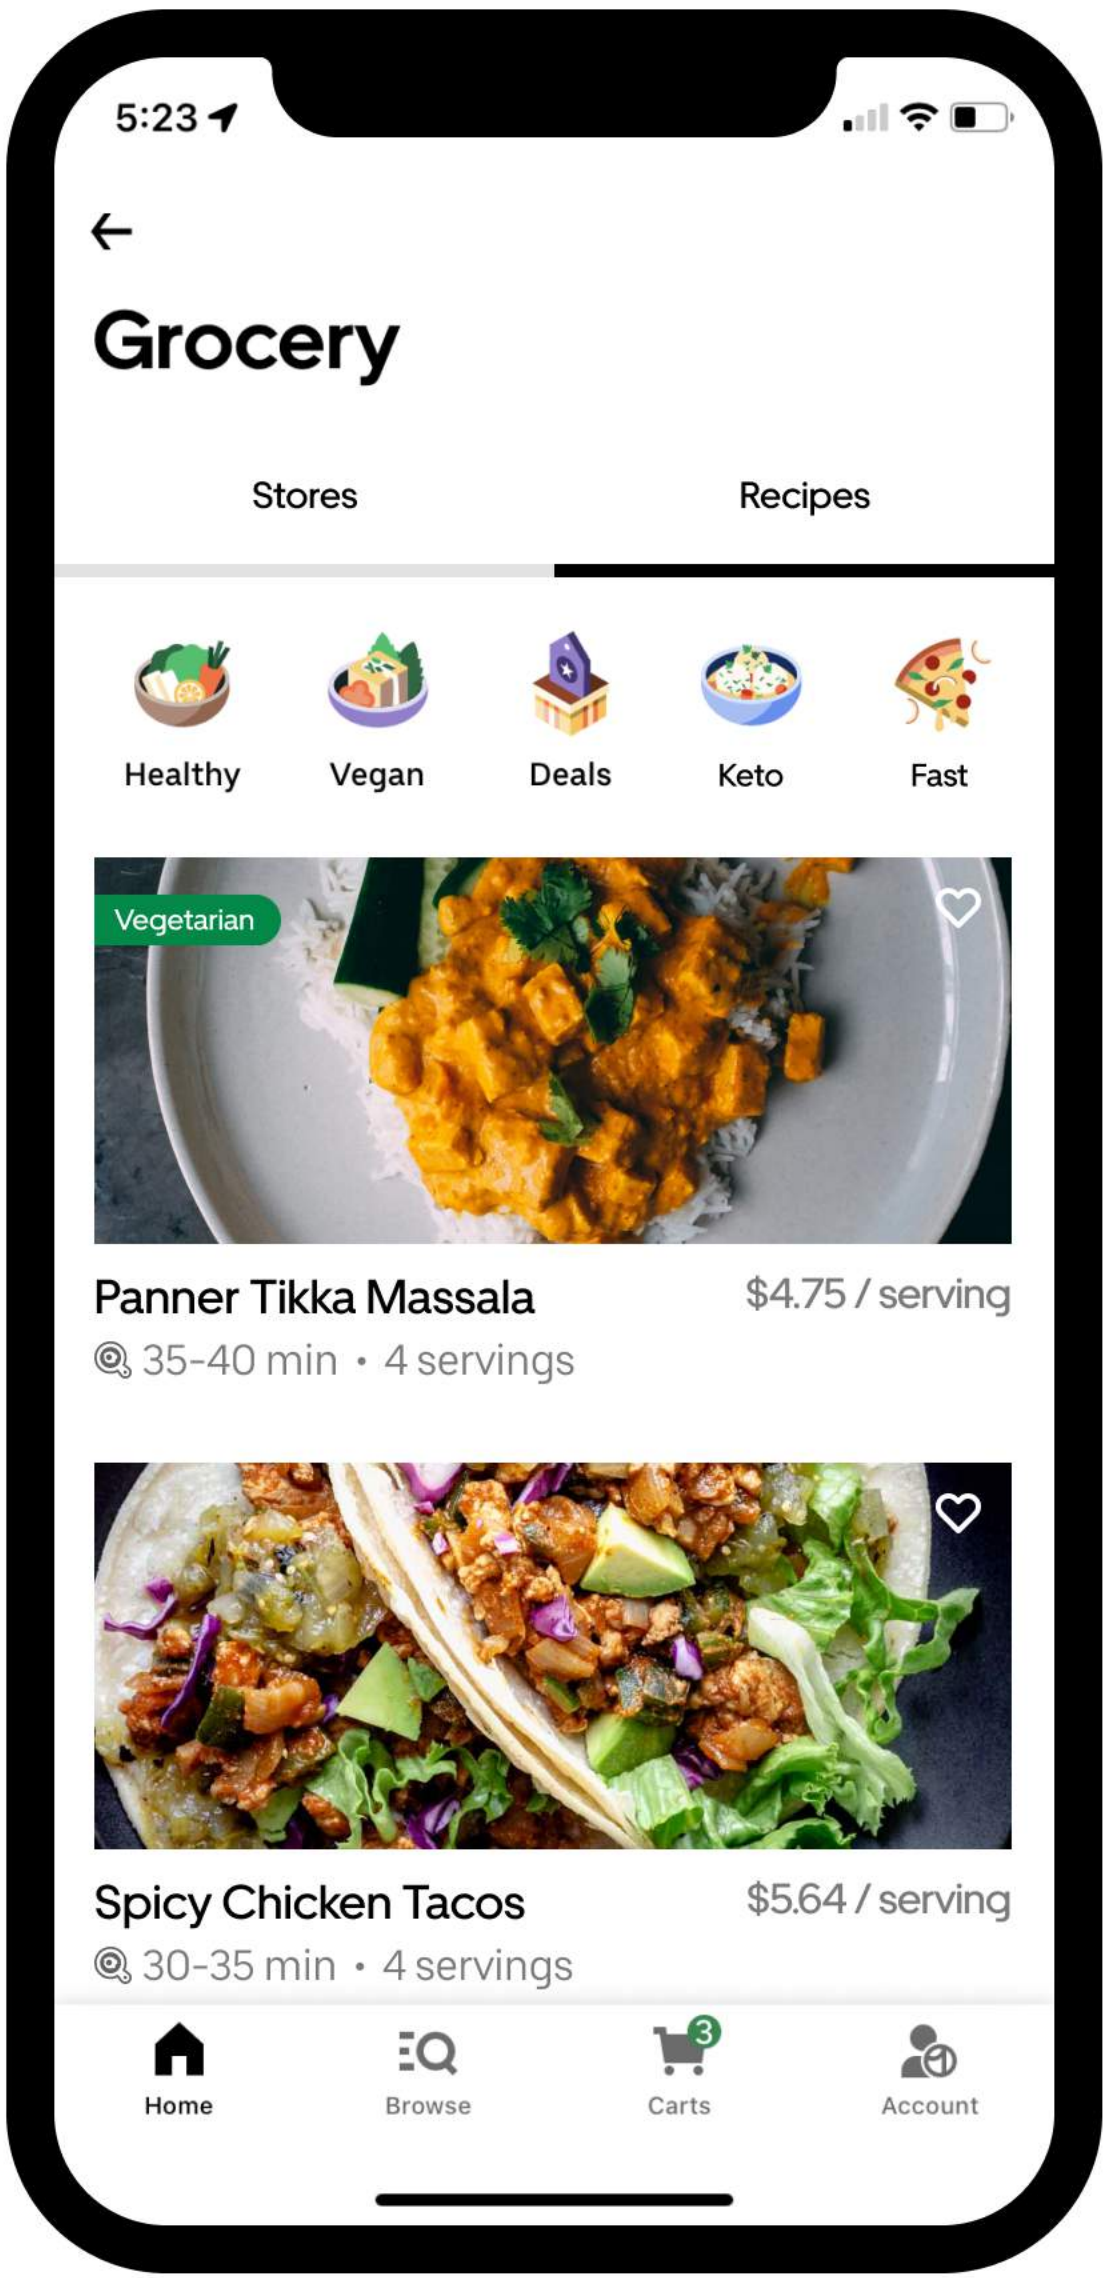 5:23
Grocery
Stores
Recipes
Healthy
Vegan
Deals
Keto
Fast
Vegetarian
Panner Tikka Massala
$4.75 / serving
35-40 min • 4 servings
Spicy Chicken Tacos
$5.64 / serving
30-35 min • 4 servings
3
Home
Browse
Carts
1
Account